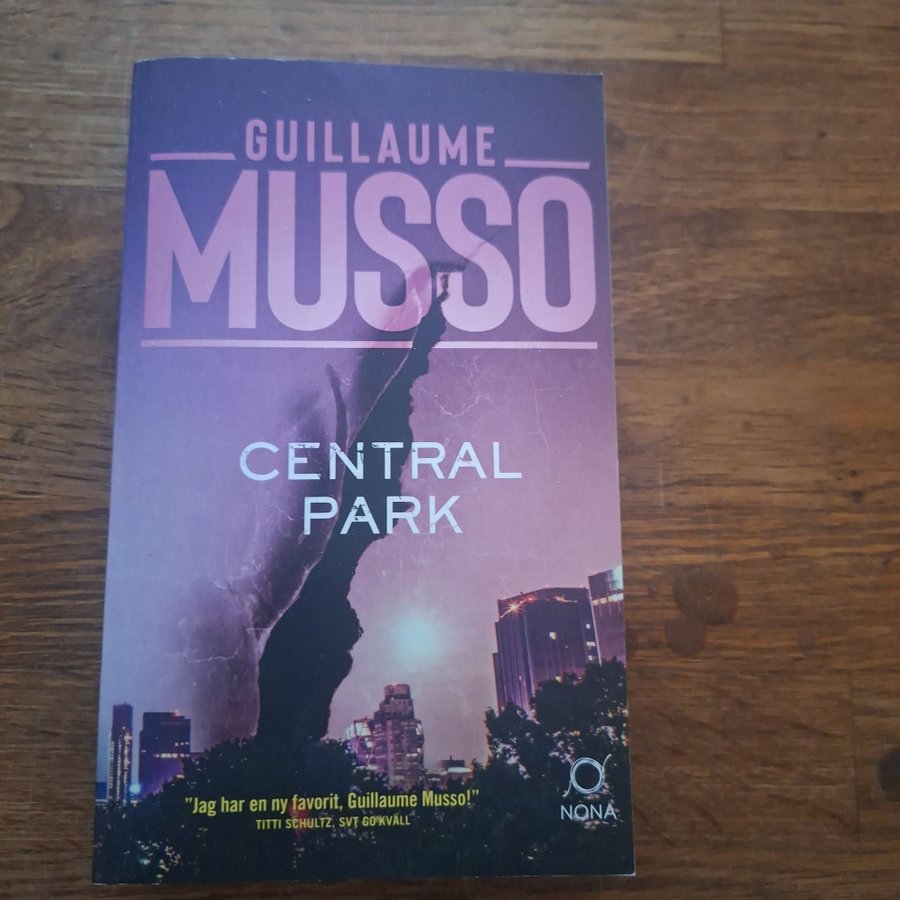 GUILLAUME
MUSSO
CENTRAL
PARK
"Jag har en ny favorit, Guillaume Musso!"
TITTI SCHULTZ, SVT GO'KVÄLL
NONA